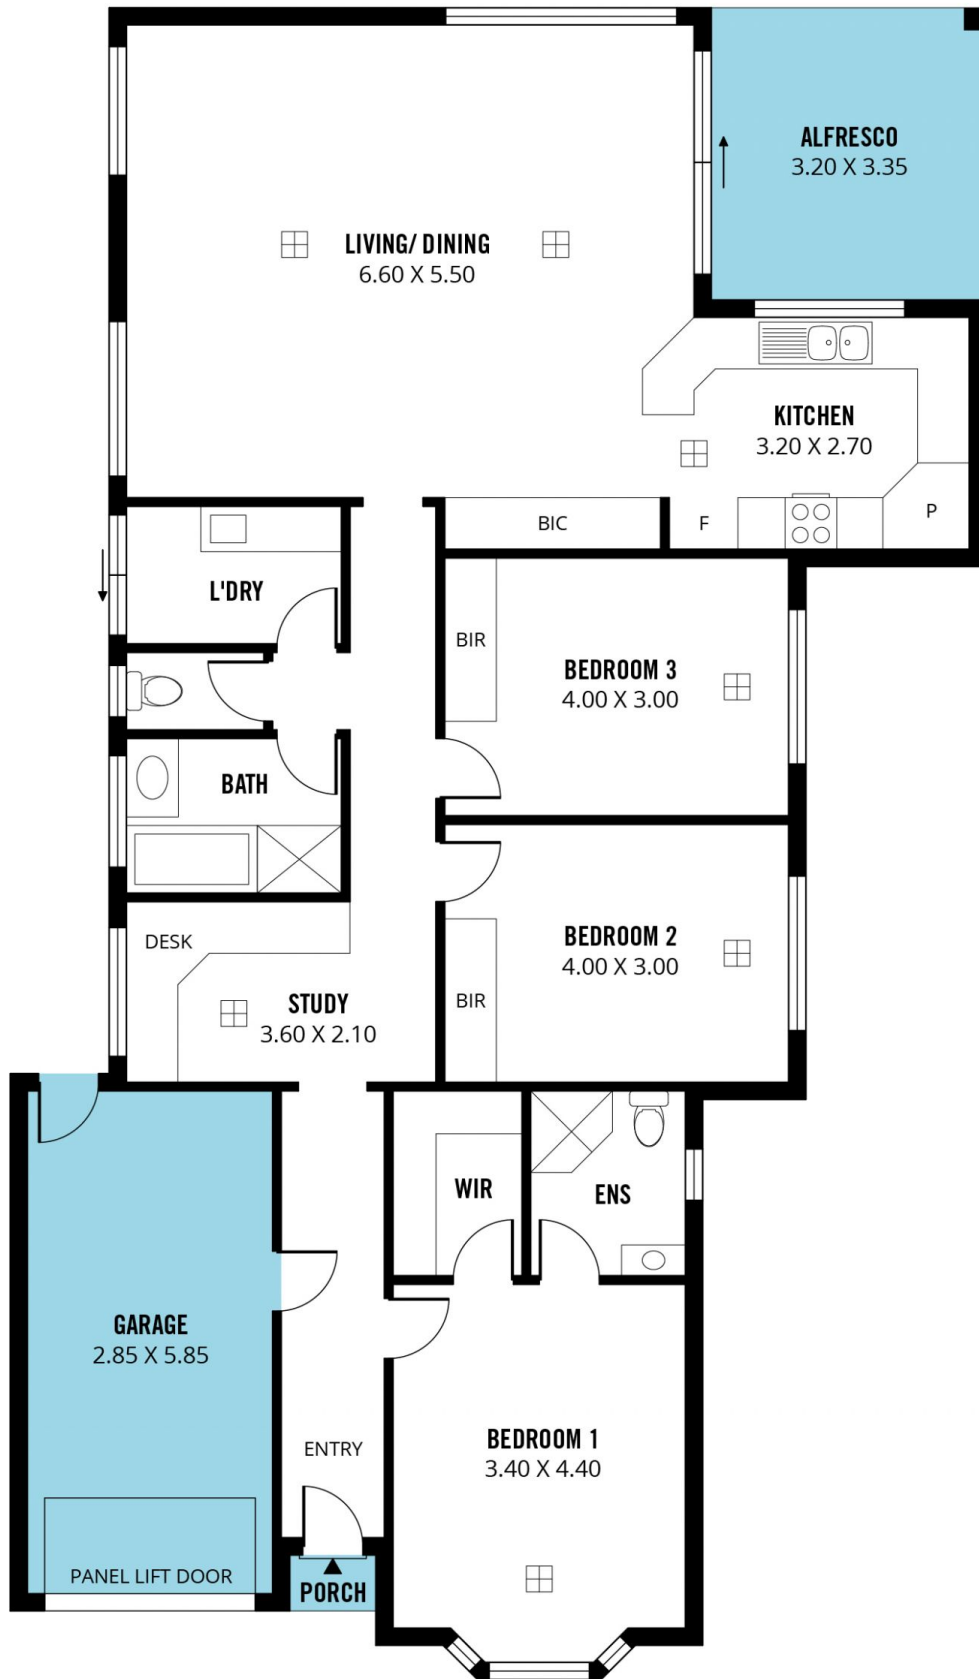 ALFRESCO
3.20 X 3.35
LIVING/ DINING
6.60 X 5.50
KITCHEN
3.20 X 2.70
BIC
F
P
L'DRY
BIR
BEDROOM 3
4.00 X 3.00
BATH
DESK
STUDY
3.60 X 2.10
BEDROOM 2
4.00 X 3.00
BIR
WIR
ENS
GARAGE
2.85 X 5.85
ENTRY
BEDROOM 1
3.40 X 4.40
PANEL LIFT DOOR
PORCH